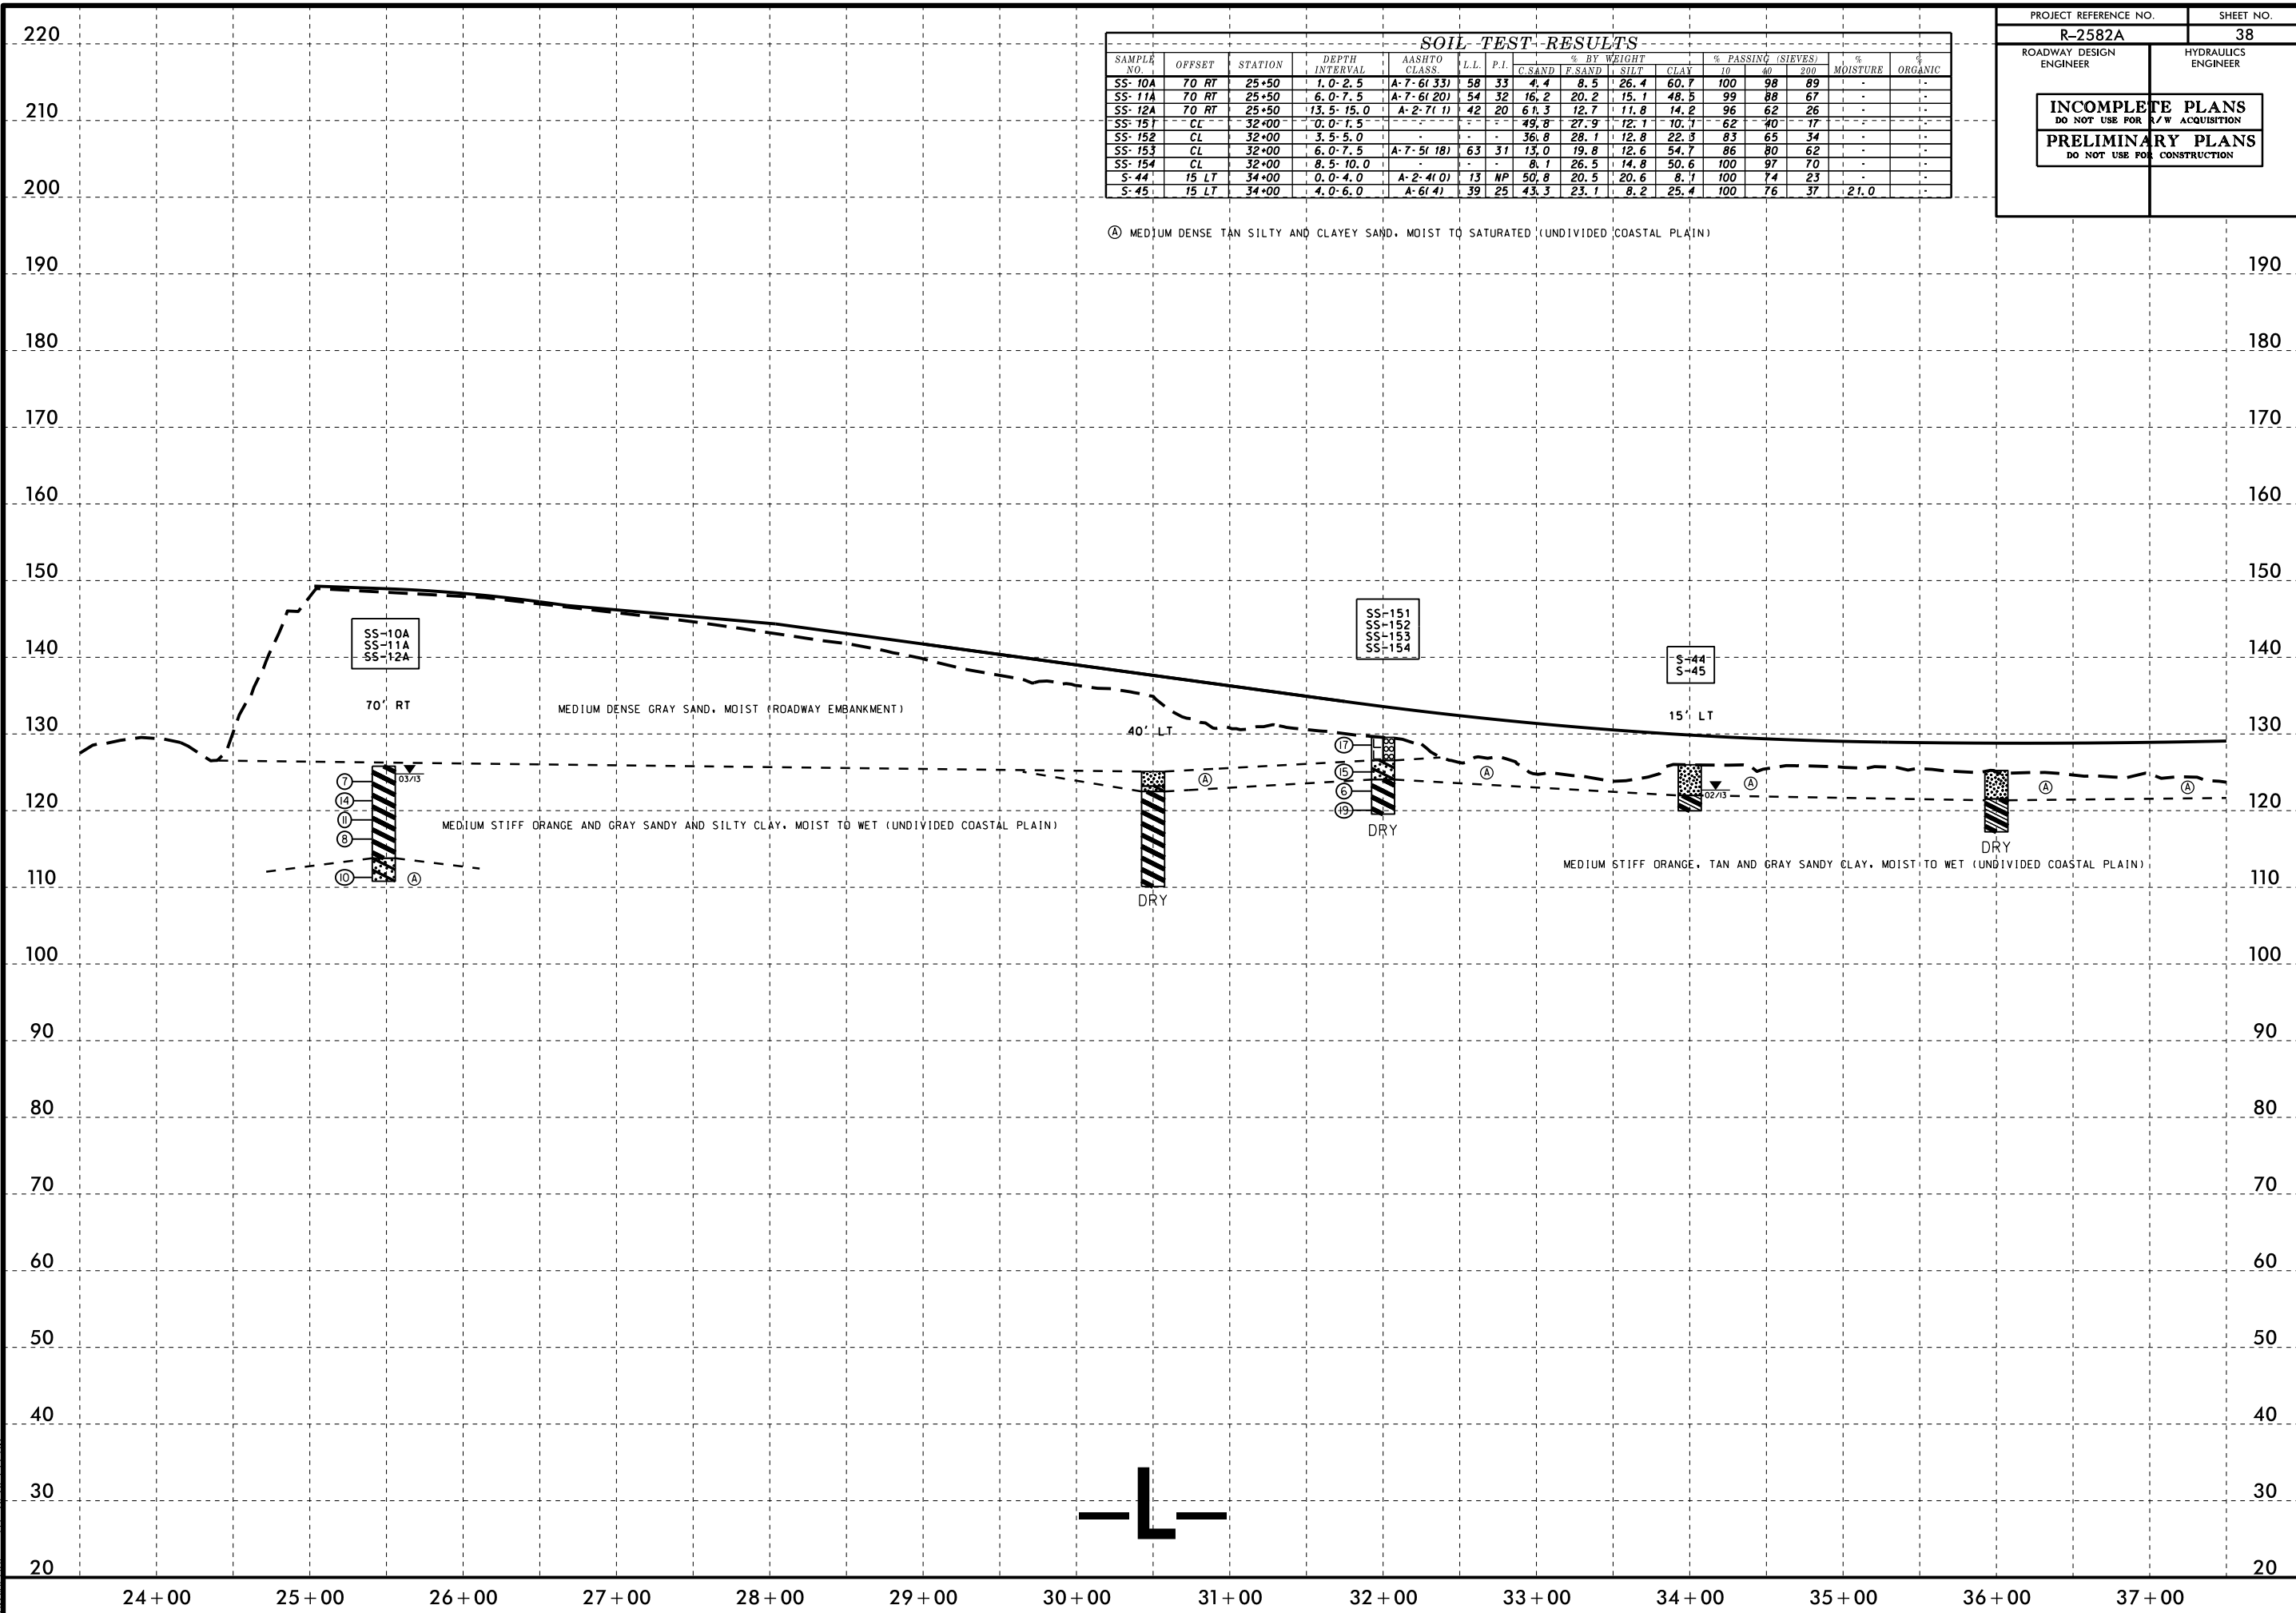 PROJECT REFERENCE NO. SHEET NO.
R-2582A 38
ROADWAY DESIGN ENGINEER HYDRAULICS ENGINEER
INCOMPLETE PLANS
DO NOT USE FOR R/W ACQUISITION
PRELIMINARY PLANS
DO NOT USE FOR CONSTRUCTION
SOIL TEST RESULTS
SAMPLE NO. OFFSET STATION DEPTH INTERVAL AASHTO CLASS. L.L. P.I. % BY WEIGHT % PASSING (SIEVES) % MOISTURE % ORGANIC
C.SAND F.SAND SILT CLAY 10 40 200
SS-10A 70 RT 25+50 1.0-2.5 A-7-6(33) 58 33 4.4 8.5 26.4 60.7 100 98 89 - -
SS-11A 70 RT 25+50 6.0-7.5 A-7-6(20) 54 32 16.2 20.2 15.1 48.5 99 88 67 - -
SS-12A 70 RT 25+50 13.5-15.0 A-2-7(1) 42 20 61.3 12.7 11.8 14.2 96 62 26 - -
SS-151 CL 32+00 0.0-1.5 - - - 49.8 27.9 12.1 10.1 62 40 17 - -
SS-152 CL 32+00 3.5-5.0 - - - 36.8 28.1 12.8 22.3 83 65 34 - -
SS-153 CL 32+00 6.0-7.5 A-7-5(18) 63 31 13.0 19.8 12.6 54.7 86 80 62 - -
SS-154 CL 32+00 8.5-10.0 - - - 8.1 26.5 14.8 50.6 100 97 70 - -
S-44 15 LT 34+00 0.0-4.0 A-2-4(0) 13 NP 50.8 20.5 20.6 8.1 100 74 23 - -
S-45 15 LT 34+00 4.0-6.0 A-6(4) 39 25 43.3 23.1 8.2 25.4 100 76 37 21.0 -
Ⓐ MEDIUM DENSE TAN SILTY AND CLAYEY SAND, MOIST TO SATURATED (UNDIVIDED COASTAL PLAIN)
220
210
200
190 190
180 180
170 170
160 160
150 150
140 140
130 130
120 120
110 110
100 100
90 90
80 80
70 70
60 60
50 50
40 40
30 30
20 20
SS-10A
SS-11A
SS-12A
70' RT
03/13
7
14
11
8
10
Ⓐ
MEDIUM DENSE GRAY SAND, MOIST (ROADWAY EMBANKMENT)
MEDIUM STIFF ORANGE AND GRAY SANDY AND SILTY CLAY, MOIST TO WET (UNDIVIDED COASTAL PLAIN)
40' LT
Ⓐ
DRY
SS-151
SS-152
SS-153
SS-154
L
17
15
6
19
DRY
Ⓐ
S-44
S-45
15' LT
02/13
Ⓐ
DRY
Ⓐ
Ⓐ
MEDIUM STIFF ORANGE, TAN AND GRAY SANDY CLAY, MOIST TO WET (UNDIVIDED COASTAL PLAIN)
-L-
24+00 25+00 26+00 27+00 28+00 29+00 30+00 31+00 32+00 33+00 34+00 35+00 36+00 37+00